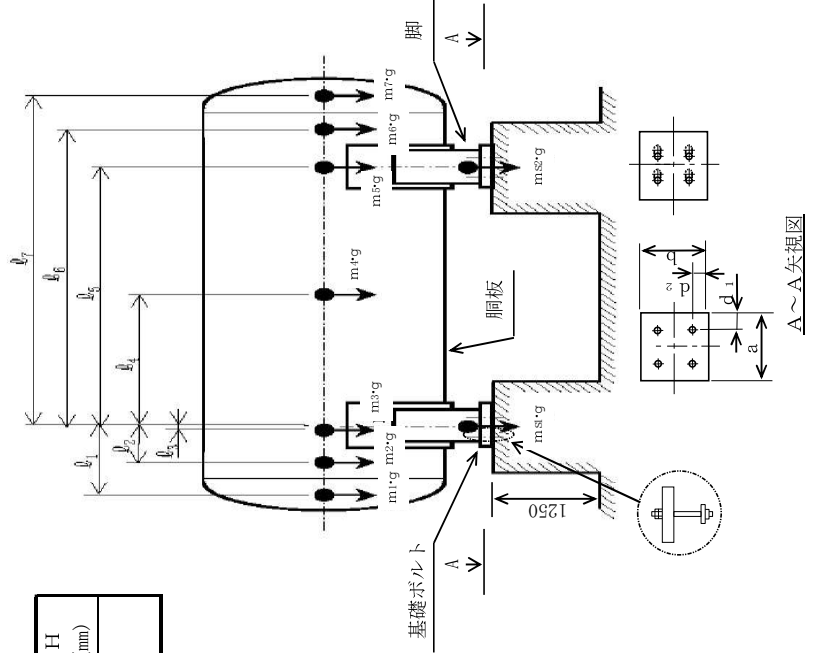 ℓ7
ℓ6
ℓ5
ℓ4
ℓ1
ℓ2
ℓ3
m1・g
m2・g
m3・g
m4・g
m5・g
m6・g
m7・g
ms1・g
ms2・g
脚
胴板
基礎ボルト
A
A
1250
a
b
d1
d2
A～A矢視図
H
(mm)